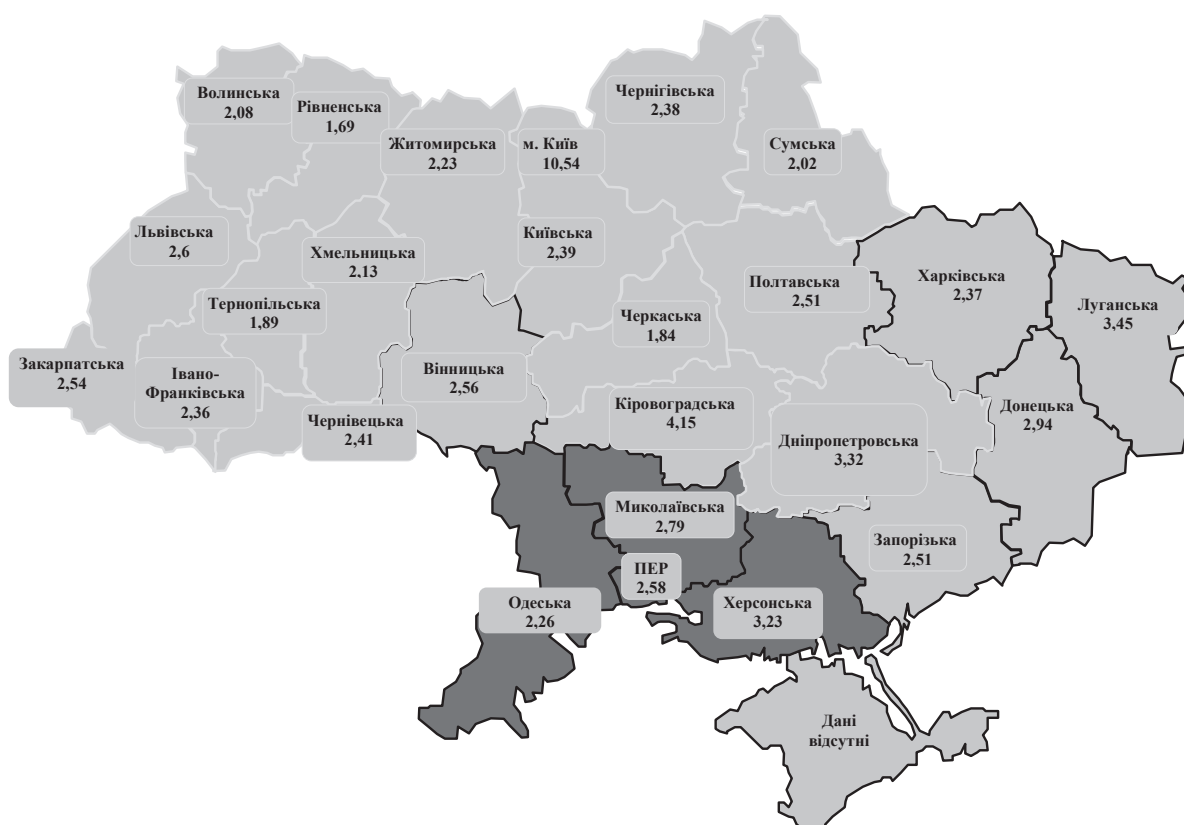 Волинська
2,08
Рівненська
1,69
Житомирська
2,23
м. Київ
10,54
Чернігівська
2,38
Сумська
2,02
Львівська
2,6
Хмельницька
2,13
Київська
2,39
Тернопільська
1,89
Черкаська
1,84
Полтавська
2,51
Харківська
2,37
Луганська
3,45
Закарпатська
2,54
Івано-
Франківська
2,36
Чернівецька
2,41
Вінницька
2,56
Кіровоградська
4,15
Дніпропетровська
3,32
Донецька
2,94
Миколаївська
2,79
Запорізька
2,51
ПЕР
2,58
Одеська
2,26
Херсонська
3,23
Дані
відсутні